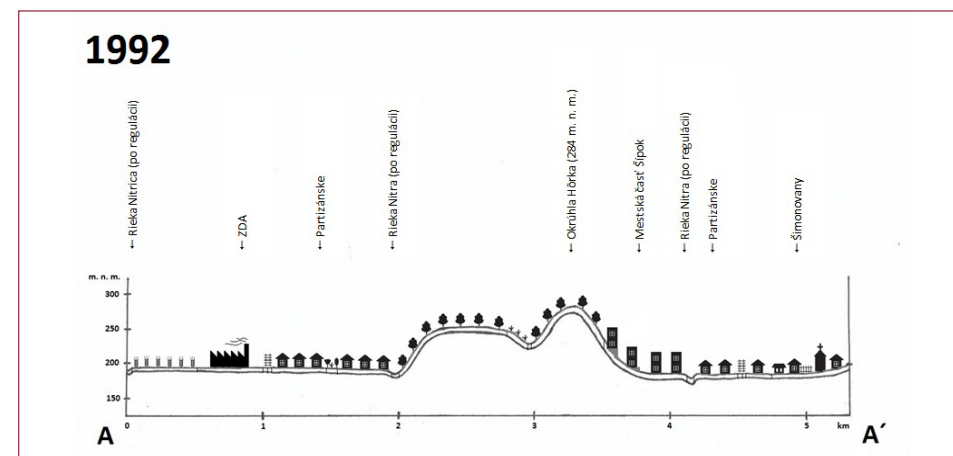 1992
← Rieka Nitrica (po regulácii)
← ZDA
← Partizánske
← Rieka Nitra (po regulácii)
← Okrúhla Hôrka (284 m. n. m.)
← Mestská časť Šípok
← Rieka Nitra (po regulácii)
← Partizánske
← Šimonovany
m. n. m.
300
250
200
150
0 1 2 3 4 5 km
A A´